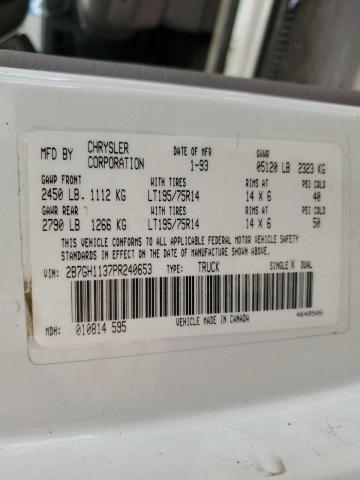 MFD BY CHRYSLER CORPORATION DATE OF MFR 1-93 GVWR 05120 LB 2323 KG
GAWP FRONT WITH TIRES RIMS AT PSI COLD
2450 LB. 1112 KG LT195/75R14 14 X 6 40
GAWR REAR WITH TIRES RIMS AT PSI COLD
2790 LB 1266 KG LT195/75R14 14 X 6 50
THIS VEHICLE CONFORMS TO ALL APPLICABLE FEDERAL MOTOR VEHICLE SAFETY
STANDARDS IN EFFECT ON THE DATE OF MANUFACTURE SHOWN ABOVE
VIN: 2B7GH1137PR240653 TYPE: TRUCK SINGLE X DUAL
MDH: 010814 595 VEHICLE MADE IN CANADA